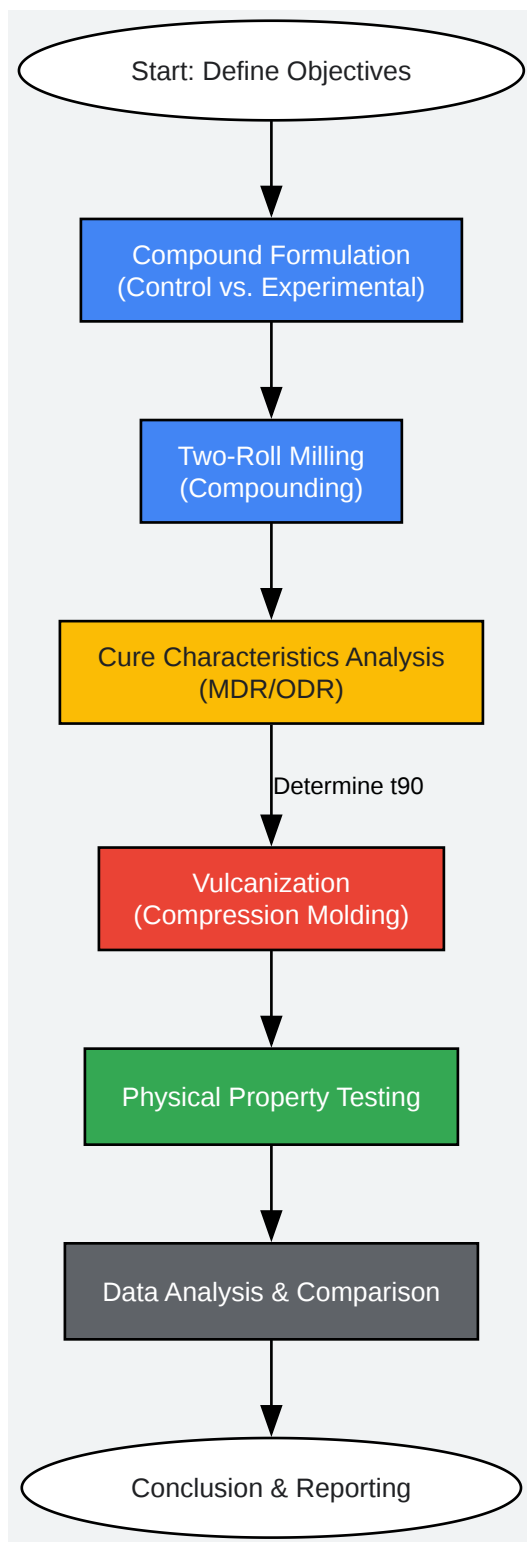 Start: Define Objectives
Compound Formulation
(Control vs. Experimental)
Two-Roll Milling
(Compounding)
Cure Characteristics Analysis
(MDR/ODR)
Determine t90
Vulcanization
(Compression Molding)
Physical Property Testing
Data Analysis & Comparison
Conclusion & Reporting